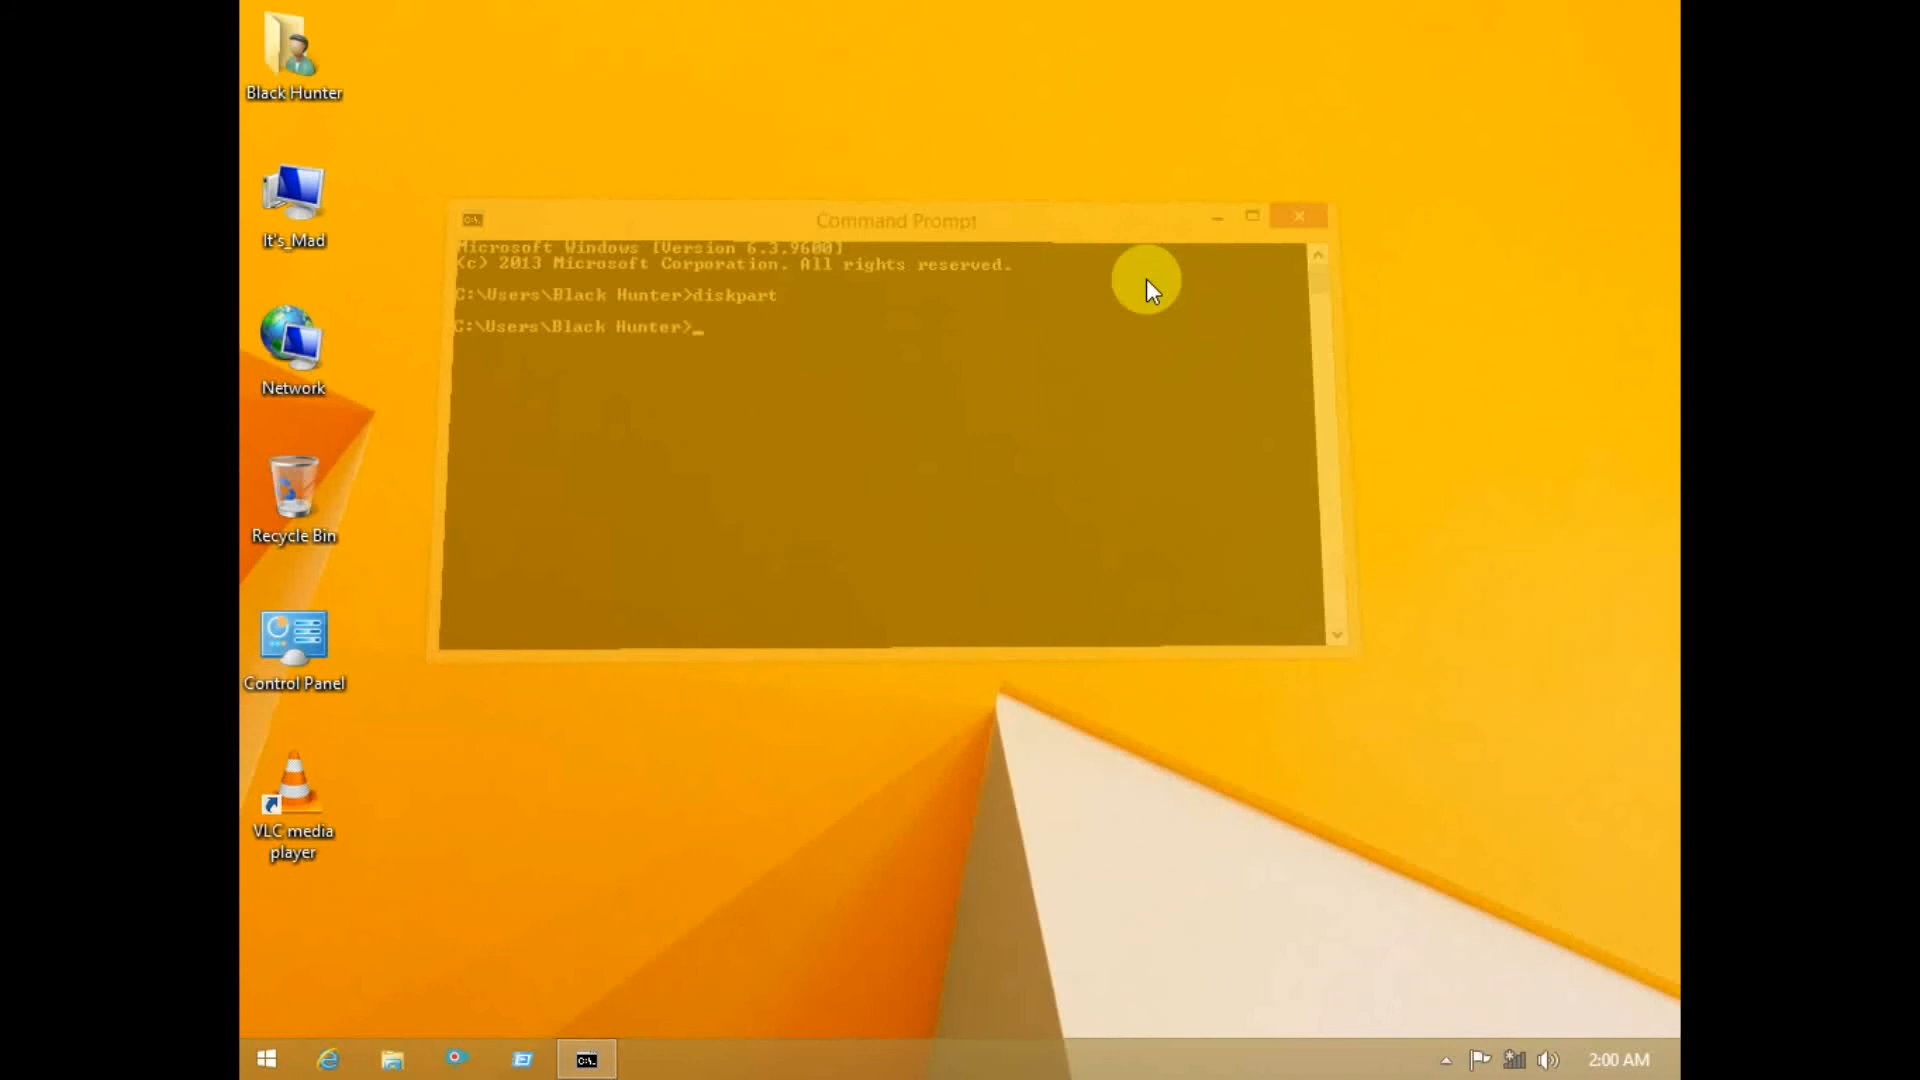 Black Hunter
It's_Mad
Network
Recycle Bin
Control Panel
VLC media
player
Command Prompt
Microsoft Windows [Version 6.3.9600]
(c) 2013 Microsoft Corporation. All rights reserved.
C:\Users\Black Hunter>diskpart
C:\Users\Black Hunter>_
2:00 AM